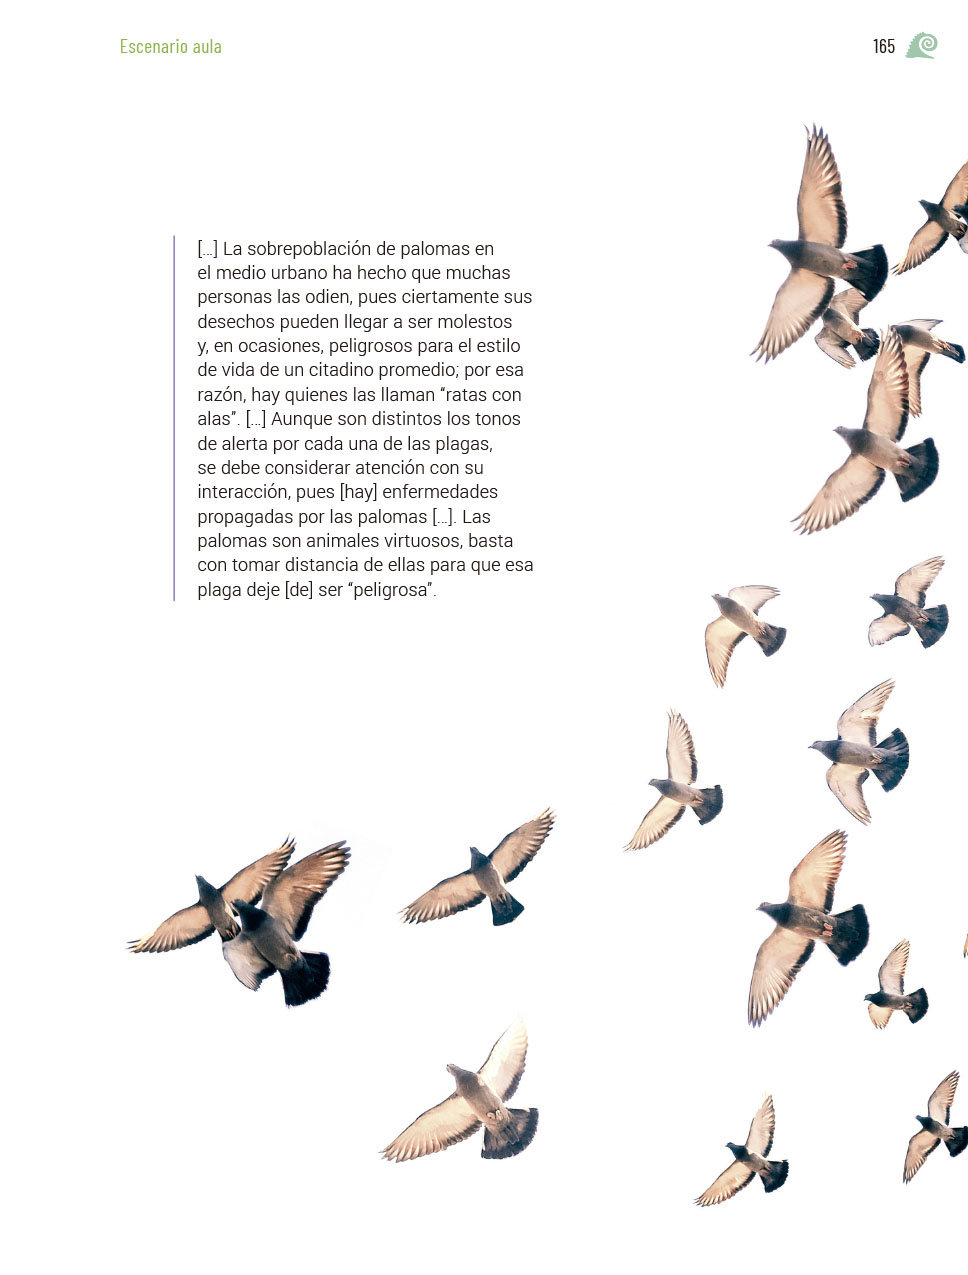 Escenario aula
165
[…] La sobrepoblación de palomas en
el medio urbano ha hecho que muchas
personas las odien, pues ciertamente sus
desechos pueden llegar a ser molestos
y, en ocasiones, peligrosos para el estilo
de vida de un citadino promedio; por esa
razón, hay quienes las llaman “ratas con
alas”. […] Aunque son distintos los tonos
de alerta por cada una de las plagas,
se debe considerar atención con su
interacción, pues [hay] enfermedades
propagadas por las palomas […]. Las
palomas son animales virtuosos, basta
con tomar distancia de ellas para que esa
plaga deje [de] ser “peligrosa”.